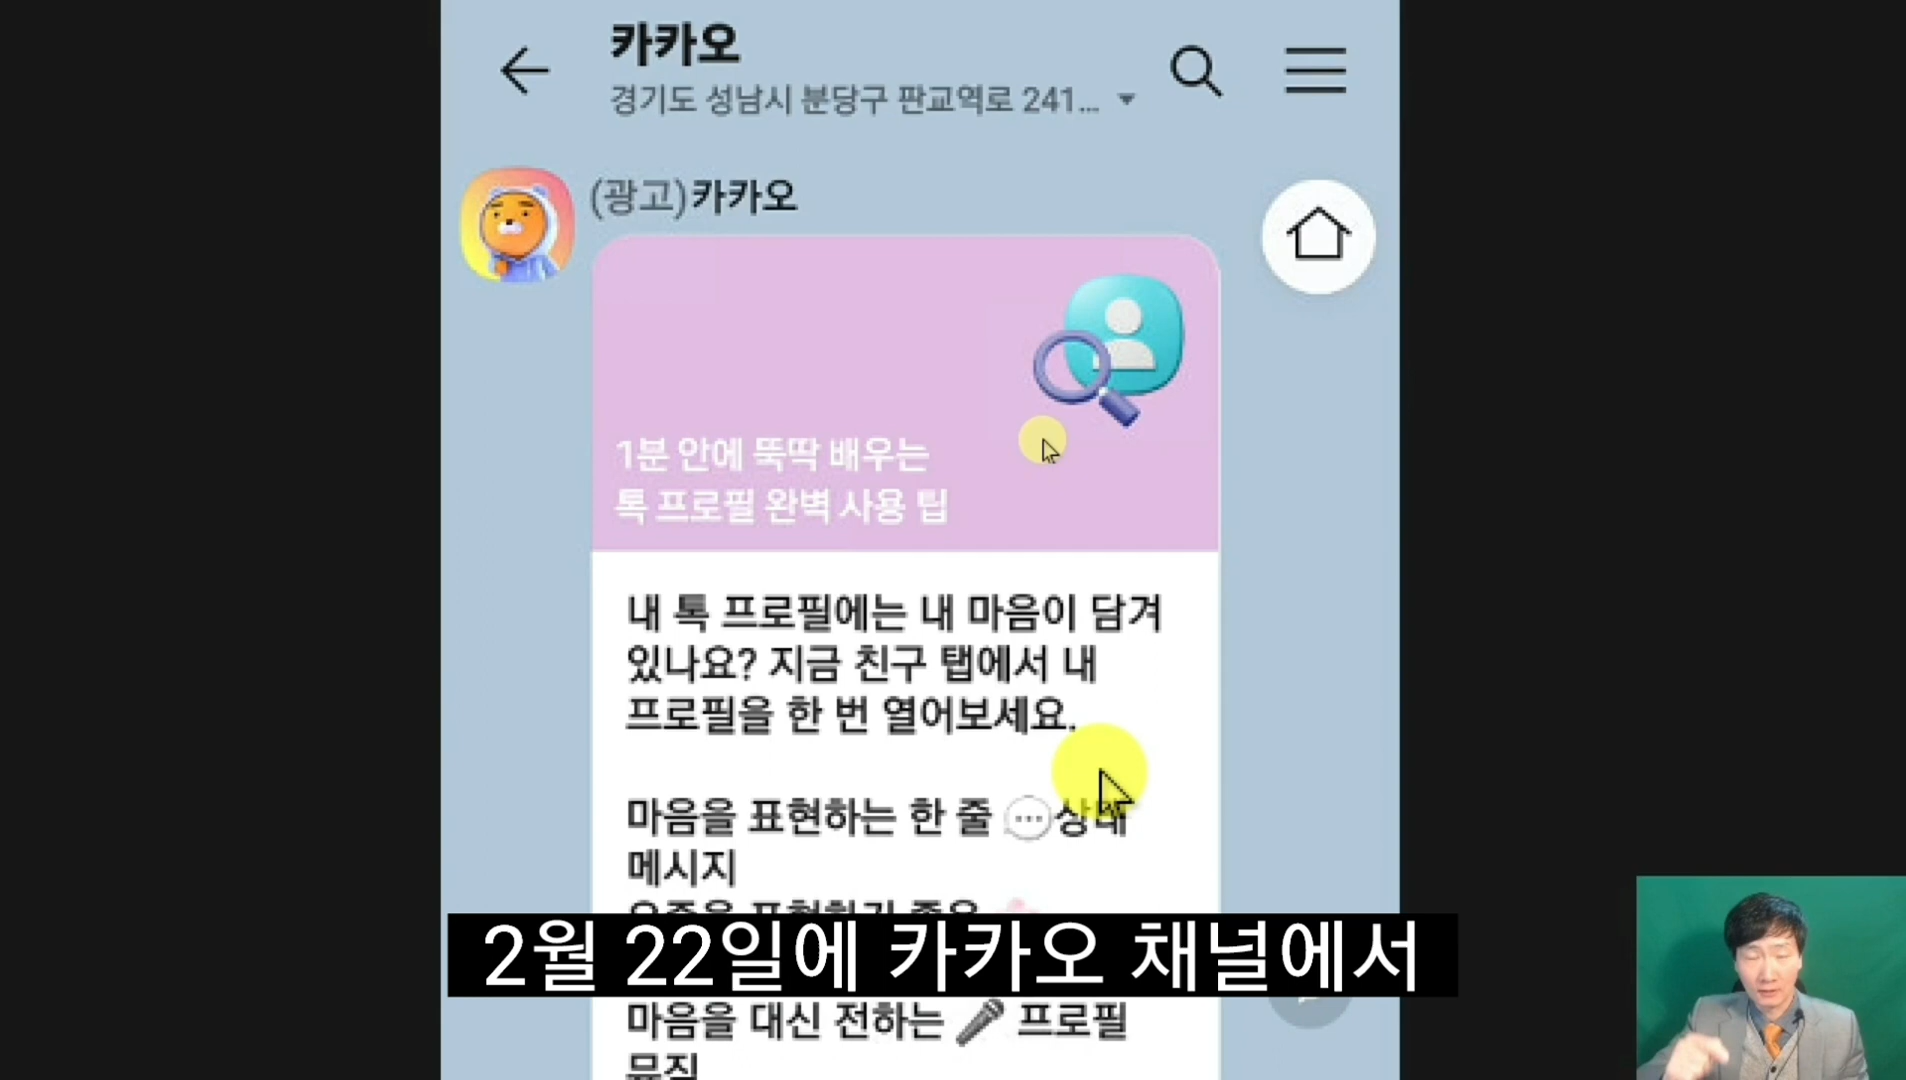 카카오
경기도 성남시 분당구 판교역로 241...
(광고)카카오
1분 안에 뚝딱 배우는
톡 프로필 완벽 사용 팁
내 톡 프로필에는 내 마음이 담겨
있나요? 지금 친구 탭에서 내
프로필을 한 번 열어보세요.
마음을 표현하는 한 줄 💬상태
메시지
2월 22일에 카카오 채널에서
마음을 대신 전하는 🎤 프로필
뮤직